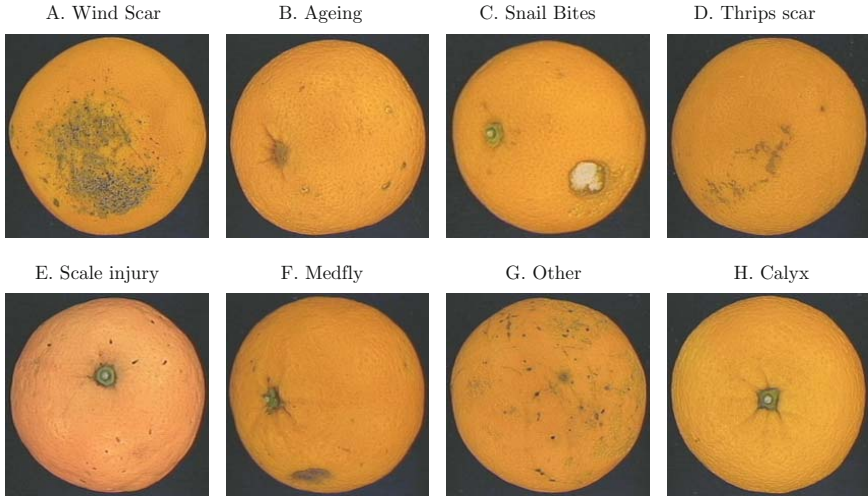 A. Wind Scar
B. Ageing
C. Snail Bites
D. Thrips scar
E. Scale injury
F. Medfly
G. Other
H. Calyx